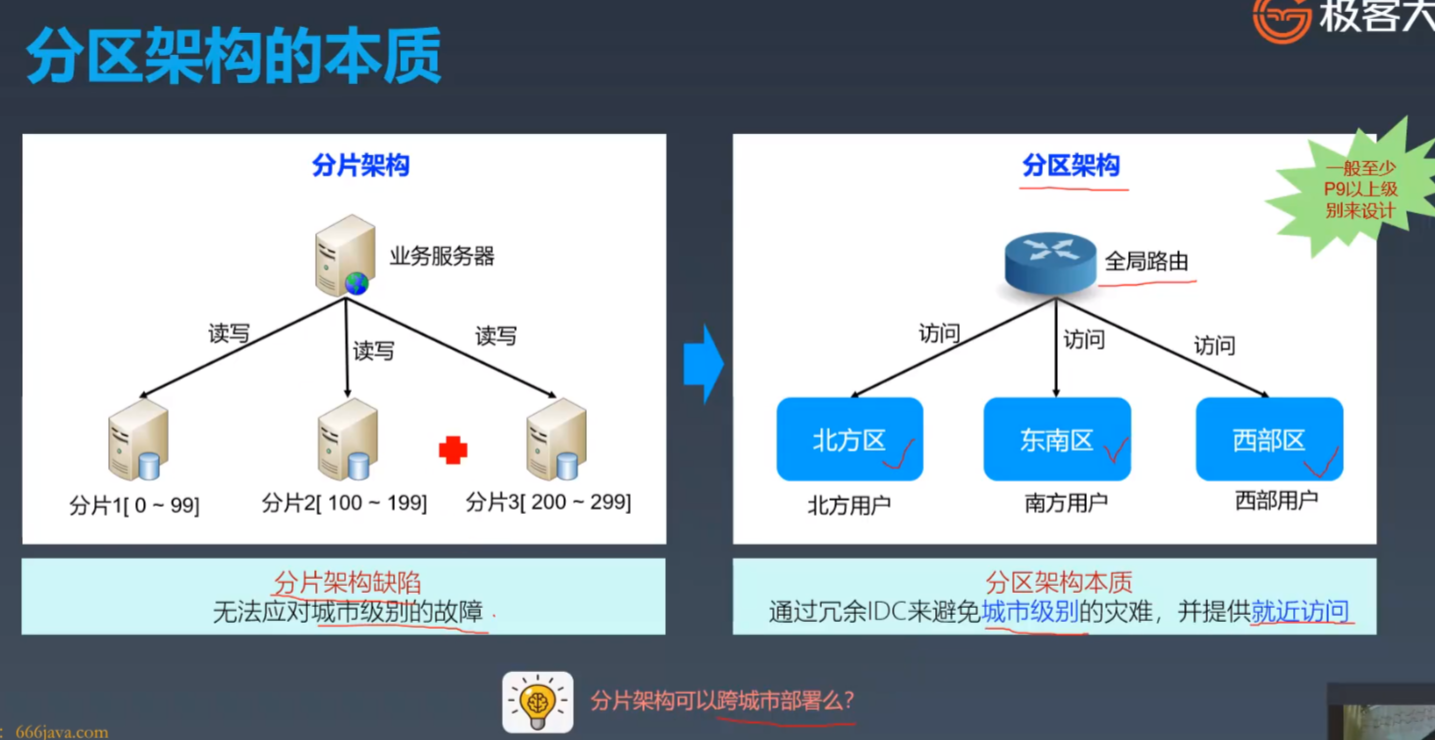 极客大
分区架构的本质
分片架构
业务服务器
读写
读写
读写
分片1[ 0 ~ 99]
分片2[ 100 ~ 199]
分片3[ 200 ~ 299]
分片架构缺陷
无法应对城市级别的故障
分区架构
一般至少
P9以上级
别来设计
全局路由
访问
访问
访问
北方区
东南区
西部区
北方用户
南方用户
西部用户
分区架构本质
通过冗余IDC来避免城市级别的灾难，并提供就近访问
分片架构可以跨城市部署么?
: 666java.com